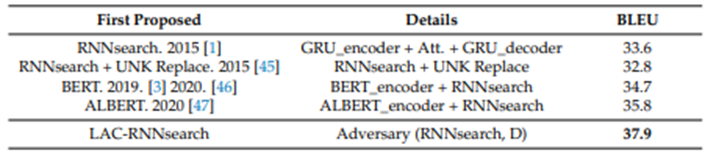 First Proposed Details BLEU
RNNsearch. 2015 [1] GRU_encoder + Att. + GRU_decoder 33.6
RNNsearch + UNK Replace. 2015 [45] RNNsearch + UNK Replace 32.8
BERT. 2019. [3] 2020. [46] BERT_encoder + RNNsearch 34.7
ALBERT. 2020 [47] ALBERT_encoder + RNNsearch 35.8
LAC-RNNsearch Adversary (RNNsearch, D) 37.9